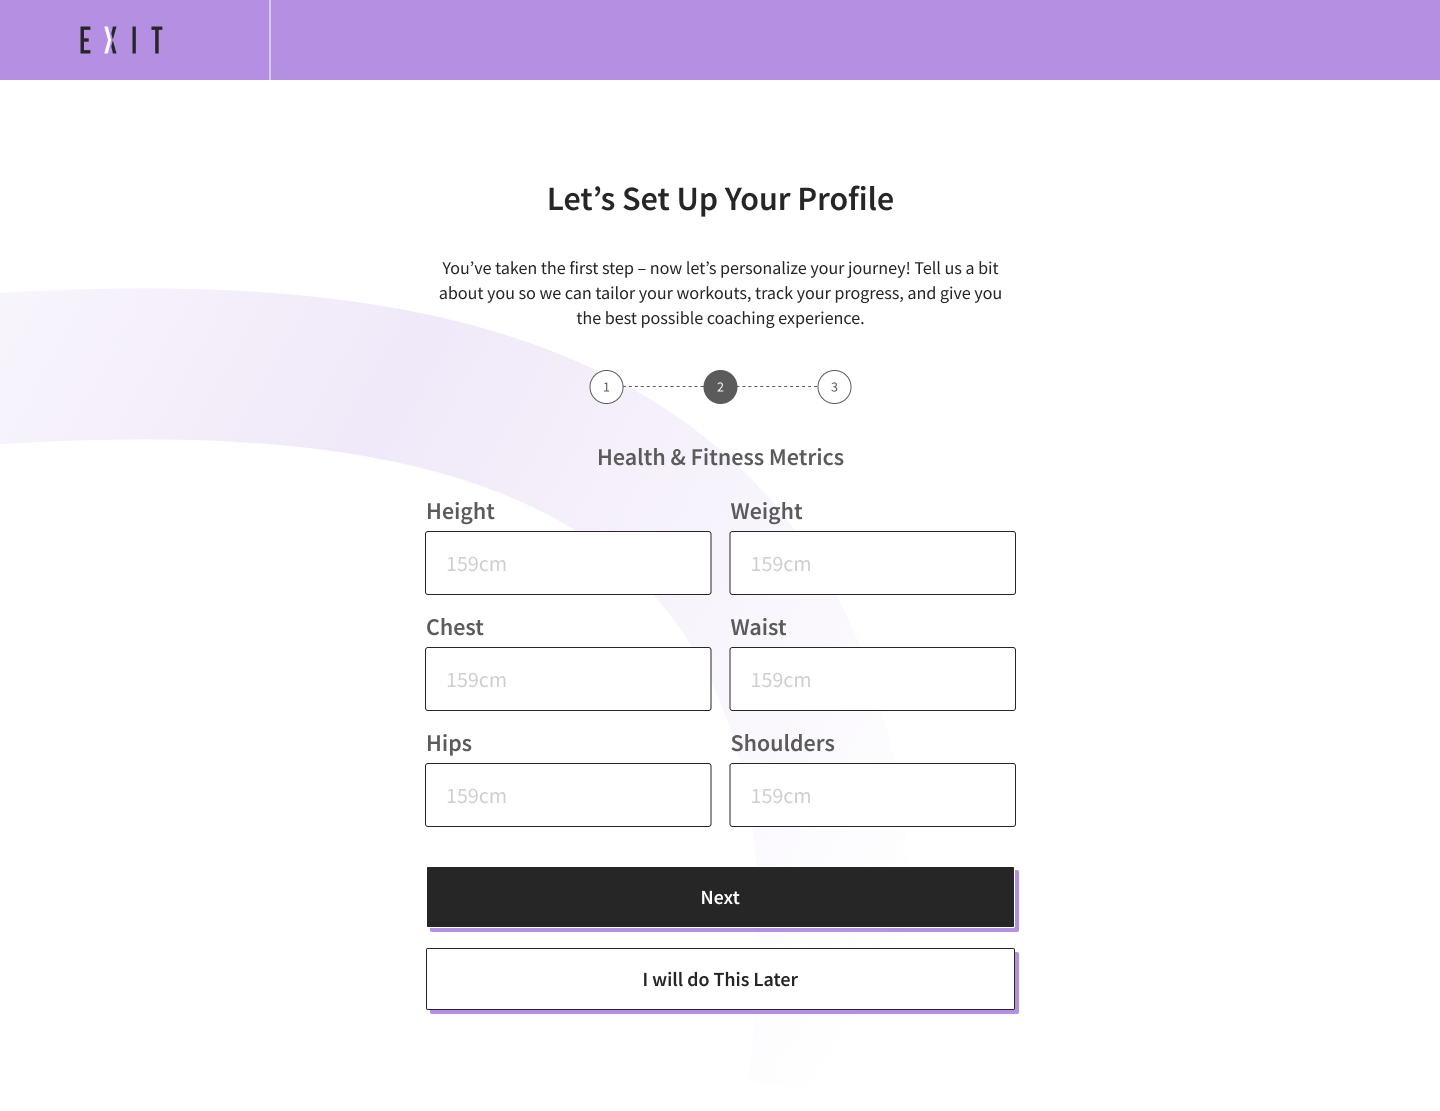 EXIT
Let’s Set Up Your Profile
You’ve taken the first step – now let’s personalize your journey! Tell us a bit
about you so we can tailor your workouts, track your progress, and give you
the best possible coaching experience.
1 2 3
Health & Fitness Metrics
Height Weight
159cm 159cm
Chest Waist
159cm 159cm
Hips Shoulders
159cm 159cm
Next
I will do This Later